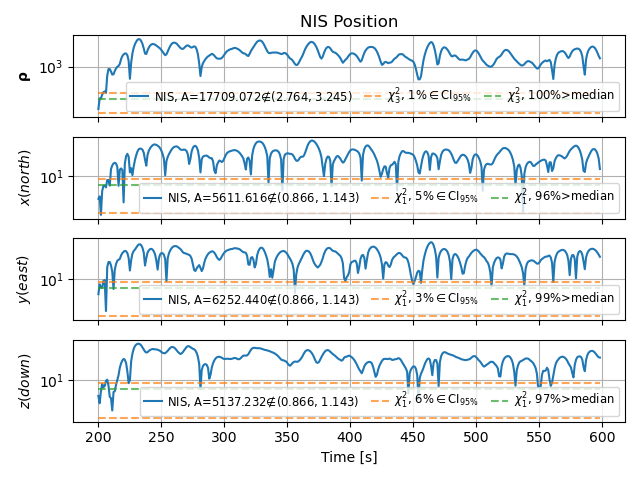 NIS Position
ρ
10³
NIS, A=17709.072∉(2.764, 3.245) χ²₃, 1%∈CI₉₅% χ²₃, 100%>median
x(north)
10¹
NIS, A=5611.616∉(0.866, 1.143) χ²₁, 5%∈CI₉₅% χ²₁, 96%>median
y(east)
10¹
NIS, A=6252.440∉(0.866, 1.143) χ²₁, 3%∈CI₉₅% χ²₁, 99%>median
z(down)
10¹
NIS, A=5137.232∉(0.866, 1.143) χ²₁, 6%∈CI₉₅% χ²₁, 97%>median
200 250 300 350 400 450 500 550 600
Time [s]